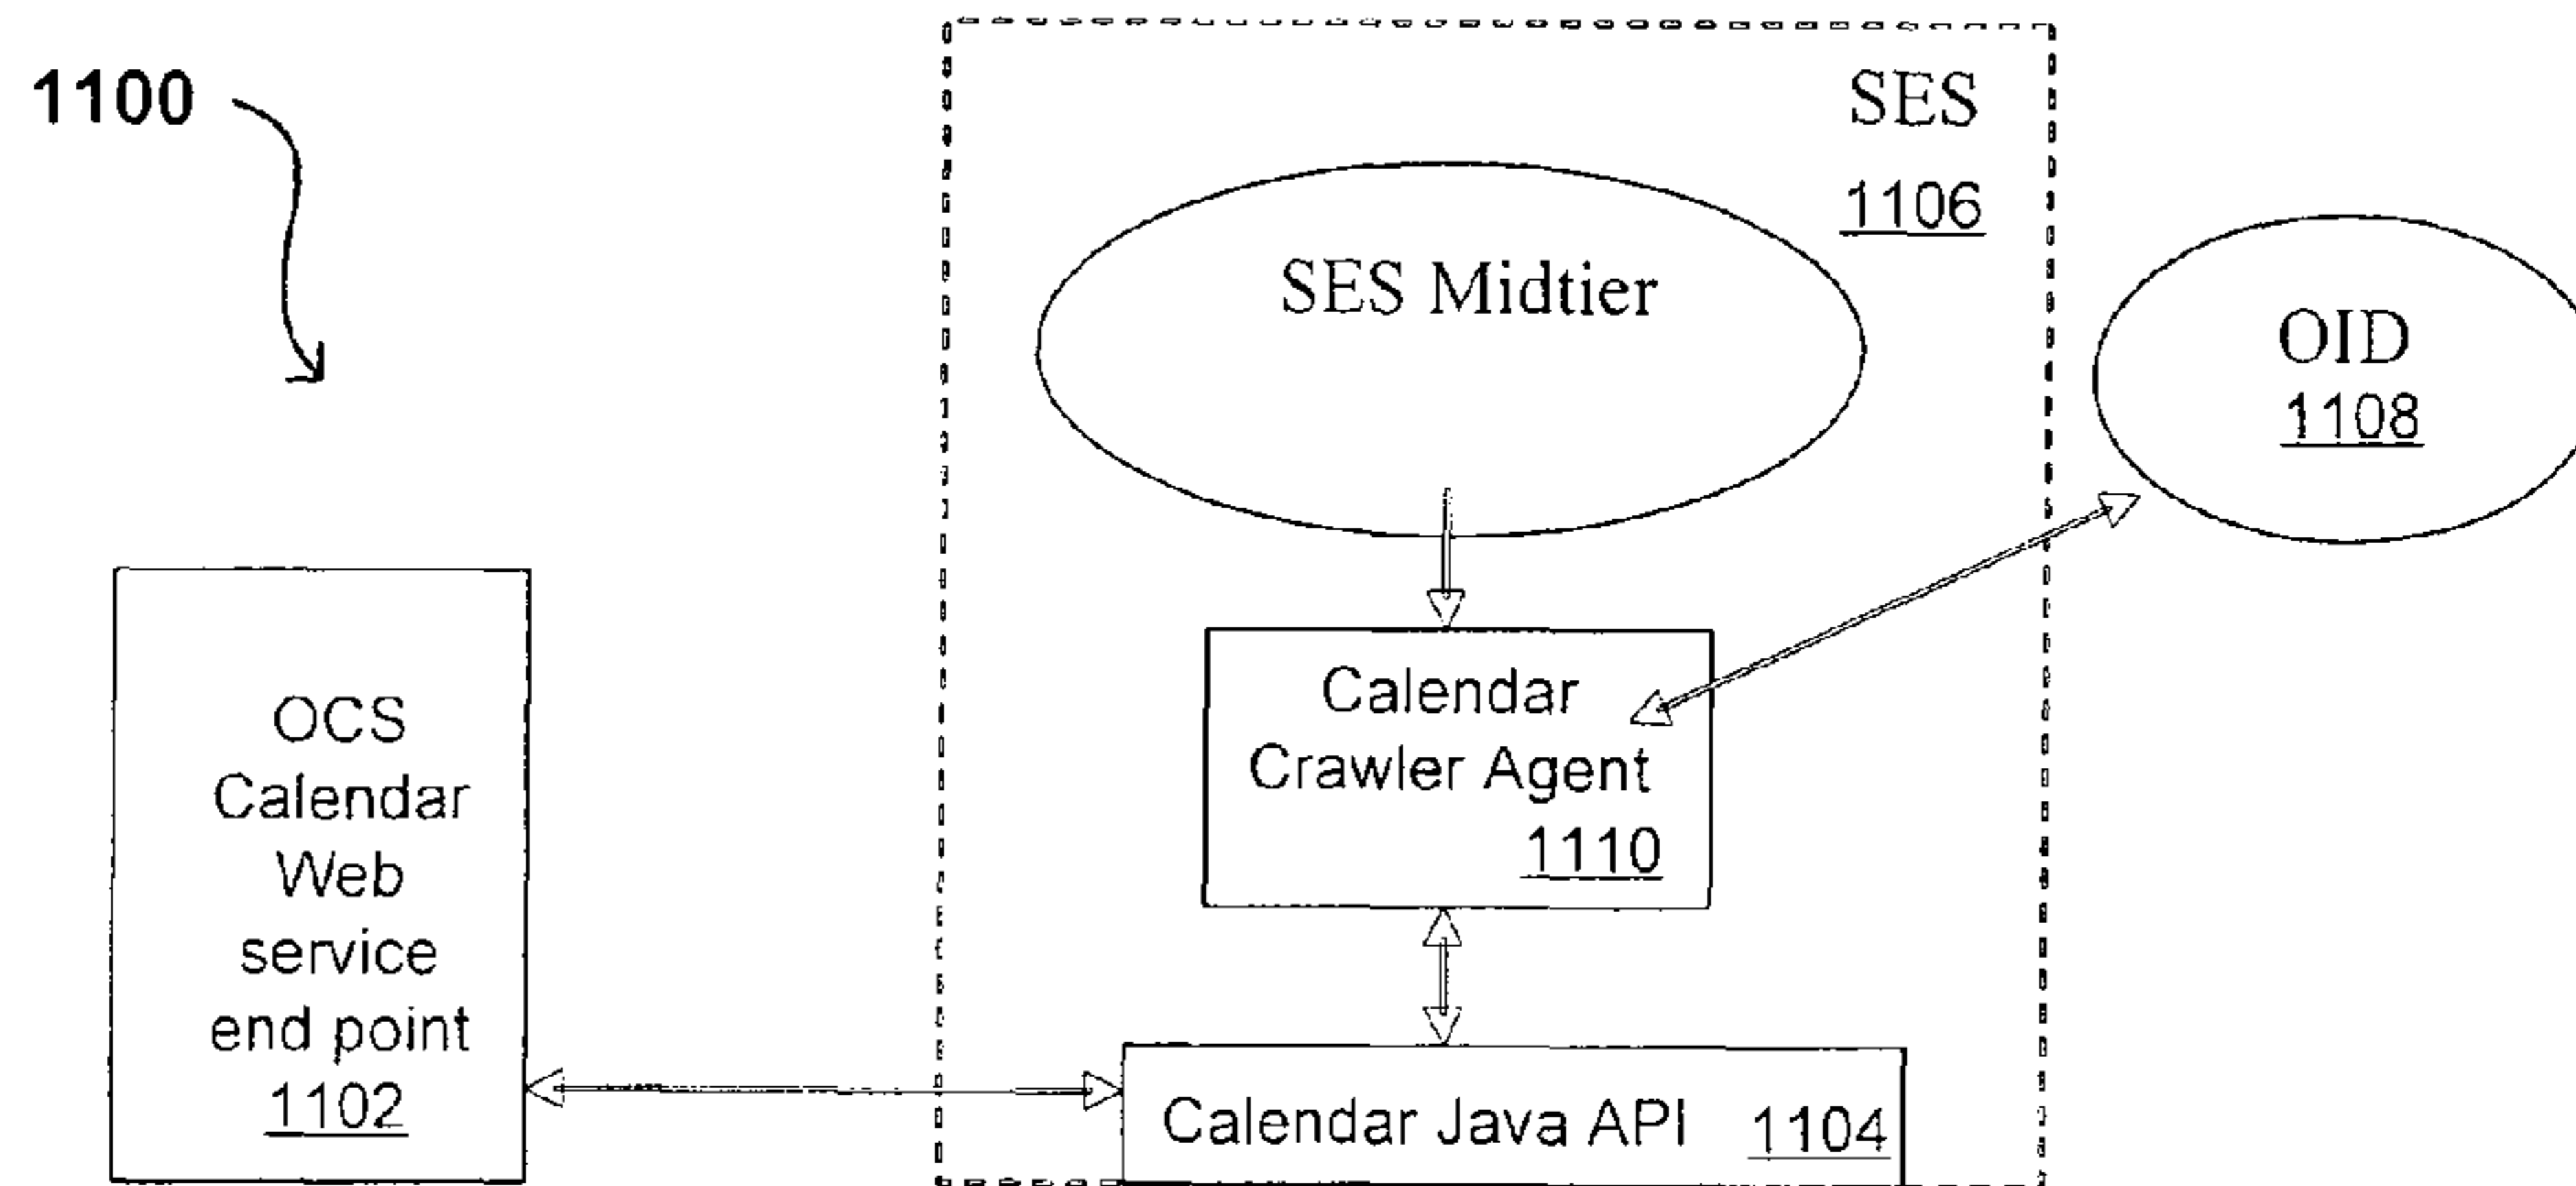 1100
SES
1106
SES Midtier
OID
1108
Calendar
Crawler Agent
1110
OCS
Calendar
Web
service
end point
1102
Calendar Java API 1104